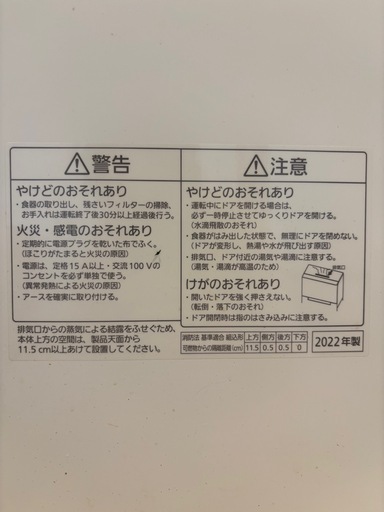 ⚠警告
やけどのおそれあり
・食器の取り出し、残さいフィルターの掃除、
お手入れは運転終了後30分以上経過後行う。
火災・感電のおそれあり
・定期的に電源プラグを乾いた布でふく。
(ほこりがたまると火災の原因)
・電源は、定格15A以上・交流100Vの
コンセントを必ず単独で使う。
(異常発熱による火災の原因)
・アースを確実に取り付ける。
排気口からの蒸気による結露をふせぐため、
本体上方の空間は、製品天面から
11.5cm以上あけて設置してください。
⚠注意
やけどのおそれあり
・運転中にドアを開ける場合は、
必ず一時停止させてゆっくりドアを開ける。
(水滴飛散のおそれ)
・食器がはみ出した状態で、無理にドアを閉めない。
(ドアが変形し、熱湯や水が飛び出す原因)
・排気口、ドア付近の湯気や湯滴に注意する。
(湯気・湯滴が高温のため)
けがのおそれあり
・開いたドアを強く押さえない。
(転倒・落下のおそれ)
・ドア開閉時は指のはさみ込みに注意する。
消防法 基準適合 組込形 上方 側方 後方 下方
可燃物からの離隔距離(cm) 11.5 0.5 0.5 0
2022年製